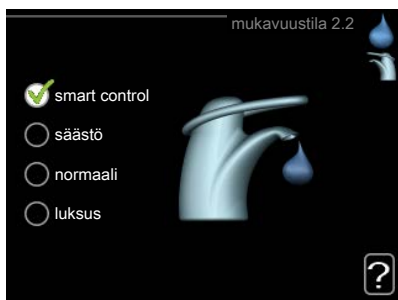 mukavuustila 2.2
smart control
säästö
normaali
luksus
?